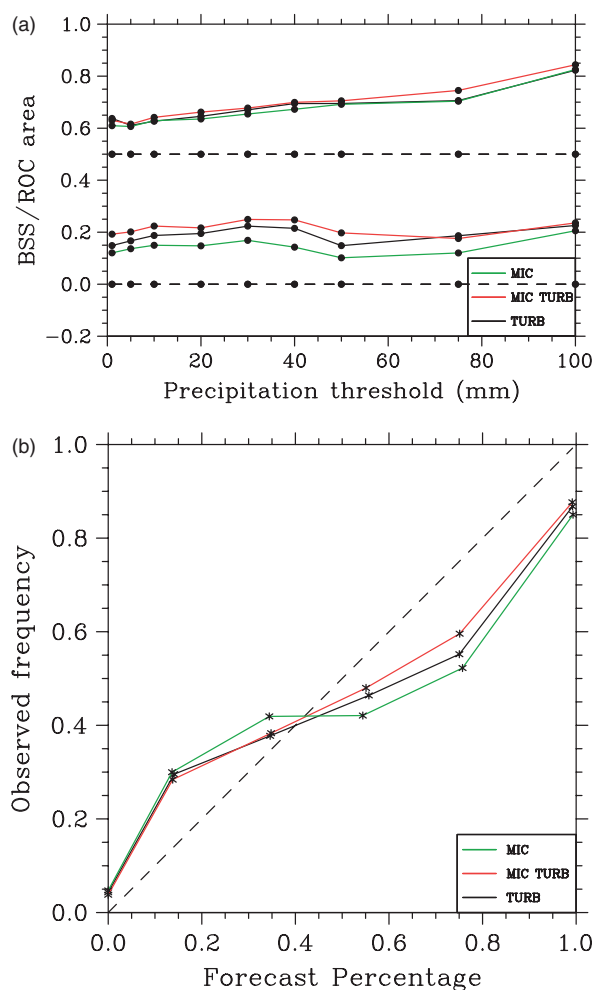 (a)
1.0
0.8
0.6
0.4
0.2
0.0
−0.2
BSS/ROC area
0 20 40 60 80 100
Precipitation threshold (mm)
MIC
MIC TURB
TURB
(b)
1.0
0.8
0.6
0.4
0.2
0.0
Observed frequency
0.0 0.2 0.4 0.6 0.8 1.0
Forecast Percentage
MIC
MIC TURB
TURB